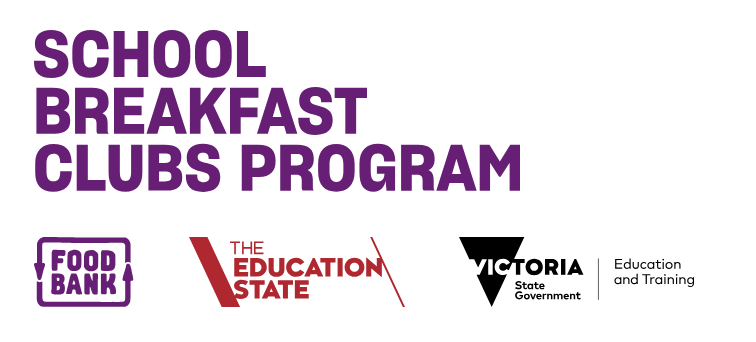 SCHOOL
BREAKFAST
CLUBS PROGRAM
FOOD
BANK
THE
EDUCATION
STATE
VICTORIA
State
Government
Education
and Training